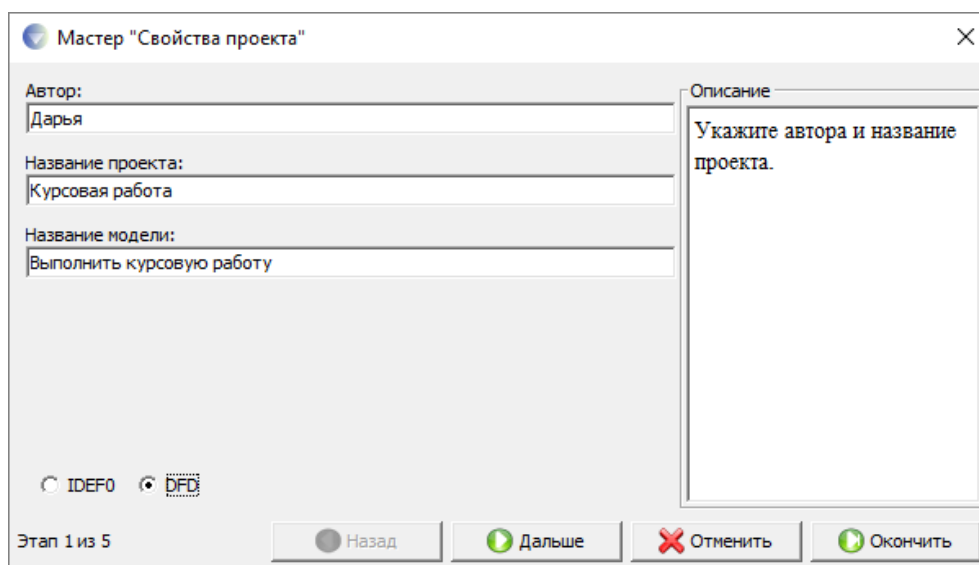 Мастер "Свойства проекта"
Автор:
Дарья
Название проекта:
Курсовая работа
Название модели:
Выполнить курсовую работу
IDEF0 DFD
Описание
Укажите автора и название
проекта.
Этап 1 из 5 Назад Дальше Отменить Окончить